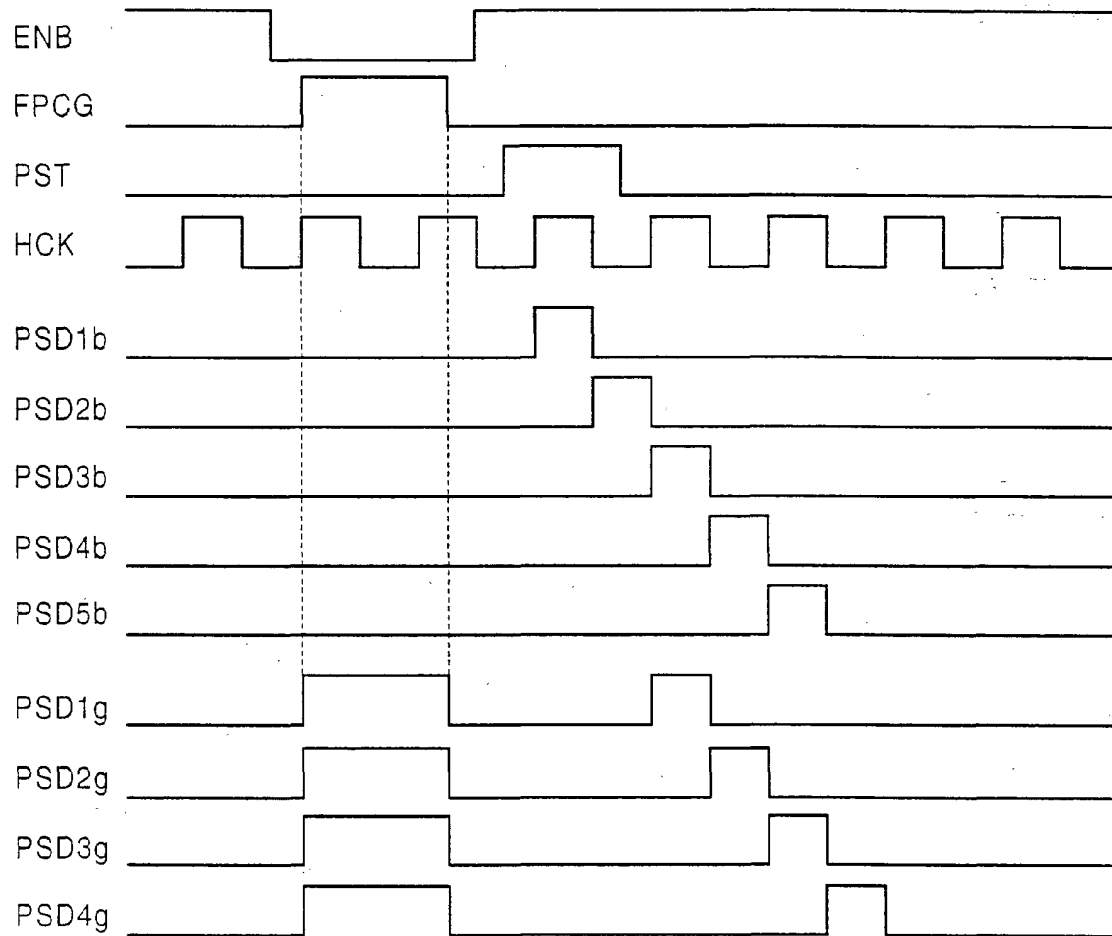 ENB
FPCG
PST
HCK
PSD1b
PSD2b
PSD3b
PSD4b
PSD5b
PSD1g
PSD2g
PSD3g
PSD4g